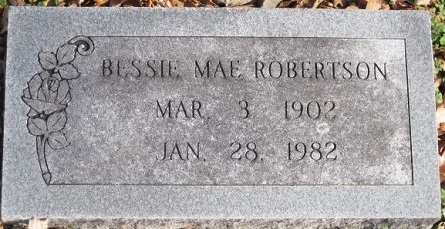 BESSIE MAE ROBERTSON
MAR. 3 1902
JAN. 28, 1982